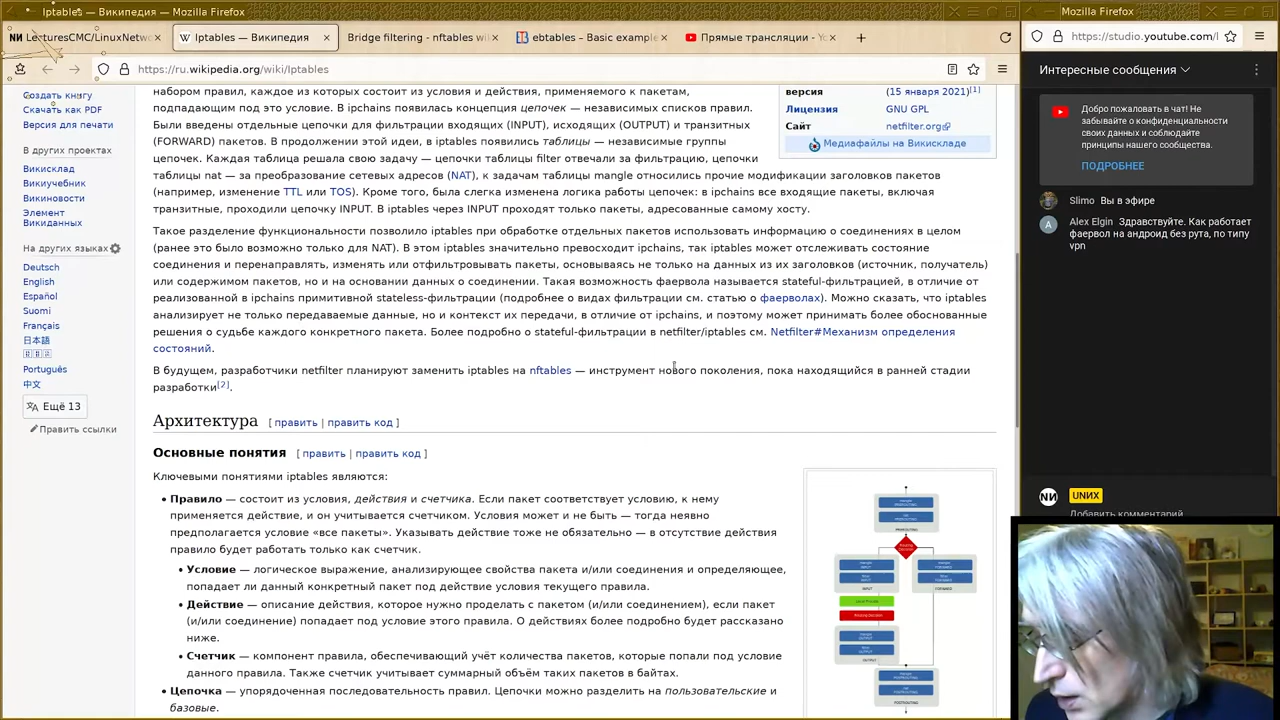 Iptables — Википедия — Mozilla Firefox
Mozilla Firefox
LecturesCMC/LinuxNetwo
Iptables — Википедия
Bridge filtering - nftables wi
ebtables – Basic example
Прямые трансляции - Yo
https://ru.wikipedia.org/wiki/Iptables
https://studio.youtube.com/l
Создать книгу
Скачать как PDF
Версия для печати
В других проектах
Викисклад
Викиучебник
Викиновости
Элемент
Викиданных
На других языках
Deutsch
English
Español
Suomi
Français
日本語
Português
中文
Ещё 13
Править ссылки
набором правил, каждое из которых состоит из условия и действия, применяемого к пакетам,
подпадающим под это условие. В ipchains появилась концепция цепочек — независимых списков правил.
Были введены отдельные цепочки для фильтрации входящих (INPUT), исходящих (OUTPUT) и транзитных
(FORWARD) пакетов. В продолжении этой идеи, в iptables появились таблицы — независимые группы
цепочек. Каждая таблица решала свою задачу — цепочки таблицы filter отвечали за фильтрацию, цепочки
таблицы nat — за преобразование сетевых адресов (NAT), к задачам таблицы mangle относились прочие модификации заголовков пакетов
(например, изменение TTL или TOS). Кроме того, была слегка изменена логика работы цепочек: в ipchains все входящие пакеты, включая
транзитные, проходили цепочку INPUT. В iptables через INPUT проходят только пакеты, адресованные самому хосту.
Такое разделение функциональности позволило iptables при обработке отдельных пакетов использовать информацию о соединениях в целом
(ранее это было возможно только для NAT). В этом iptables значительно превосходит ipchains, так iptables может отслеживать состояние
соединения и перенаправлять, изменять или отфильтровывать пакеты, основываясь не только на данных из их заголовков (источник, получатель)
или содержимом пакетов, но и на основании данных о соединении. Такая возможность фаервола называется stateful-фильтрацией, в отличие от
реализованной в ipchains примитивной stateless-фильтрации (подробнее о видах фильтрации см. статью о фаерволах). Можно сказать, что iptables
анализирует не только передаваемые данные, но и контекст их передачи, в отличие от ipchains, и поэтому может принимать более обоснованные
решения о судьбе каждого конкретного пакета. Более подробно о stateful-фильтрации в netfilter/iptables см. Netfilter#Механизм определения
состояний.
В будущем, разработчики netfilter планируют заменить iptables на nftables — инструмент нового поколения, пока находящийся в ранней стадии
разработки[2].
Архитектура [ править | править код ]
Основные понятия [ править | править код ]
Ключевыми понятиями iptables являются:
• Правило — состоит из условия, действия и счетчика. Если пакет соответствует условию, к нему
применяется действие, и он учитывается счетчиком. Условия может и не быть — тогда неявно
предполагается условие «все пакеты». Указывать действие тоже не обязательно — в отсутствие действия
правило будет работать только как счетчик.
• Условие — логическое выражение, анализирующее свойства пакета и/или соединения и определяющее,
попадает ли данный конкретный пакет под действие условия текущего правила.
• Действие — описание действия, которое нужно проделать с пакетом (и/или соединением), если пакет
(и/или соединение) попадает под условие этого правила. О действиях более подробно будет рассказано
ниже.
• Счетчик — компонент правила, обеспечивающий учёт количества пакетов, которые попали под условие
данного правила. Также счетчик учитывает суммарный объём таких пакетов в байтах.
• Цепочка — упорядоченная последовательность правил. Цепочки можно разделить на пользовательские и
базовые.
версия (15 января 2021)[1]
Лицензия GNU GPL
Сайт netfilter.org
Медиафайлы на Викискладе
Интересные сообщения
Добро пожаловать в чат! Не
забывайте о конфиденциальности
своих данных и соблюдайте
принципы нашего сообщества.
ПОДРОБНЕЕ
Slimo Вы в эфире
A
Alex Elgin Здравствуйте. Как работает
фаервол на андроид без рута, по типу
vpn
UNИX
Добавить комментарий